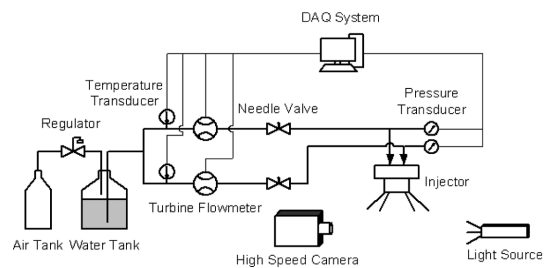 DAQ System
Temperature
Transducer
Needle Valve
Pressure
Transducer
Regulator
Injector
Turbine Flowmeter
Air Tank
Water Tank
High Speed Camera
Light Source